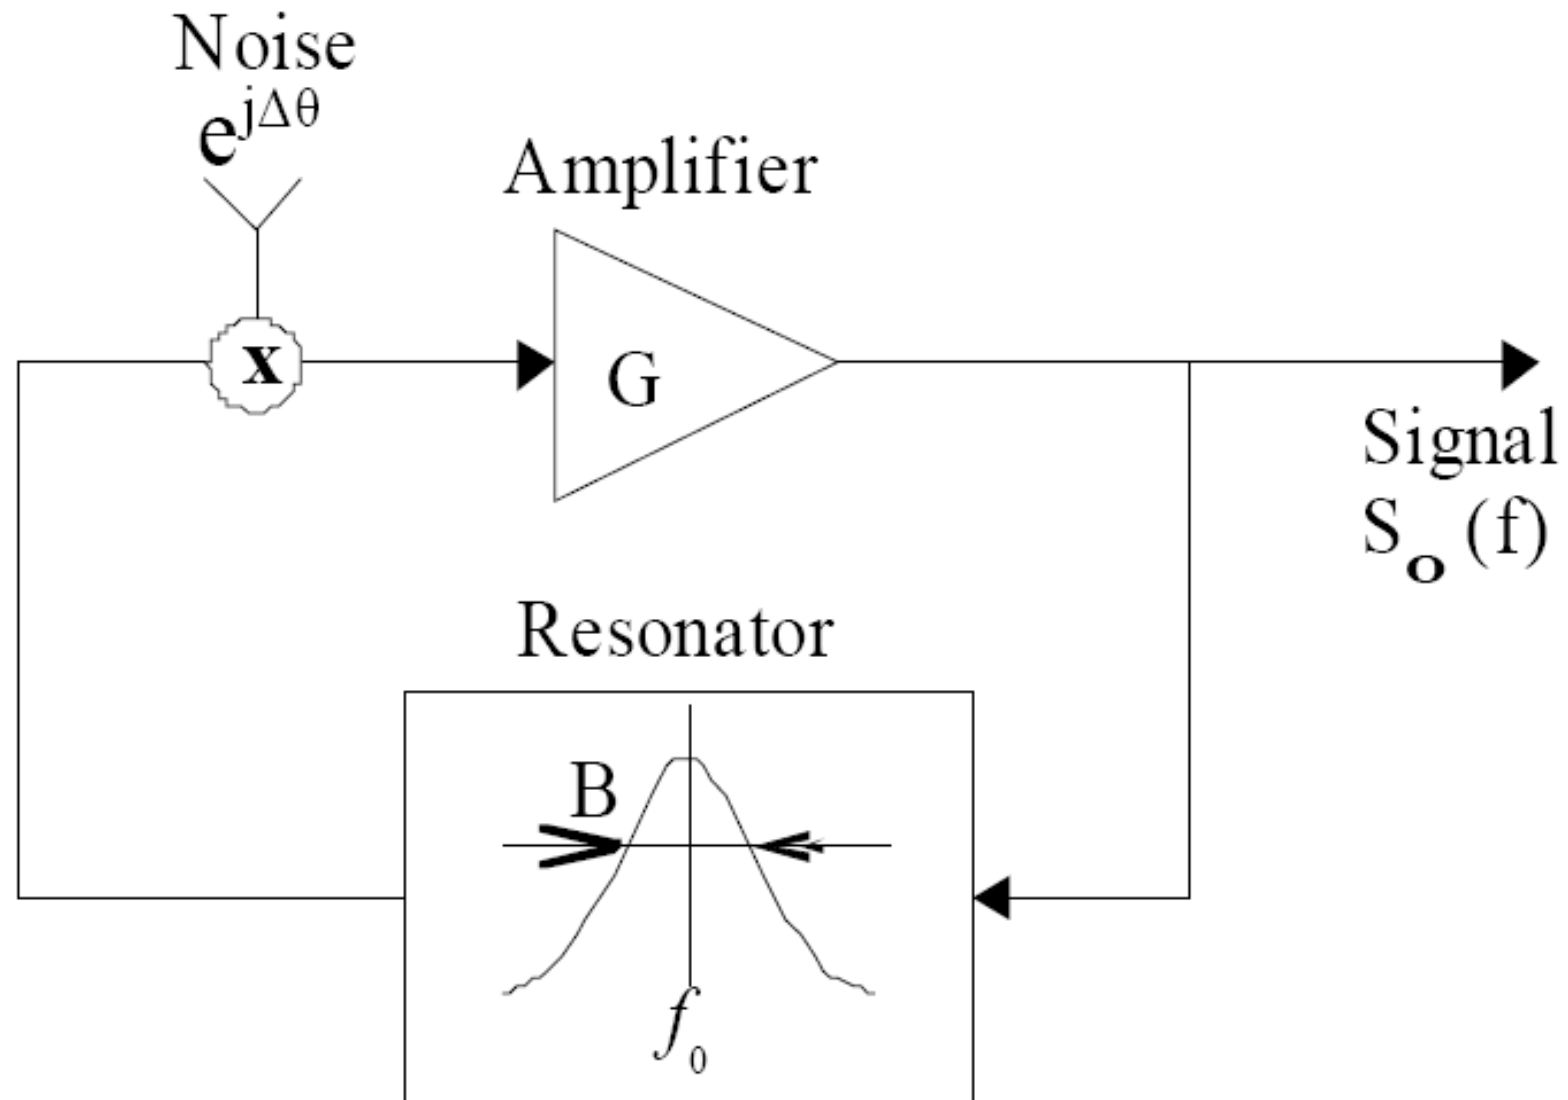 Noise
e^{jΔθ}
Amplifier
x
G
Signal
S_o (f)
Resonator
B
f_0